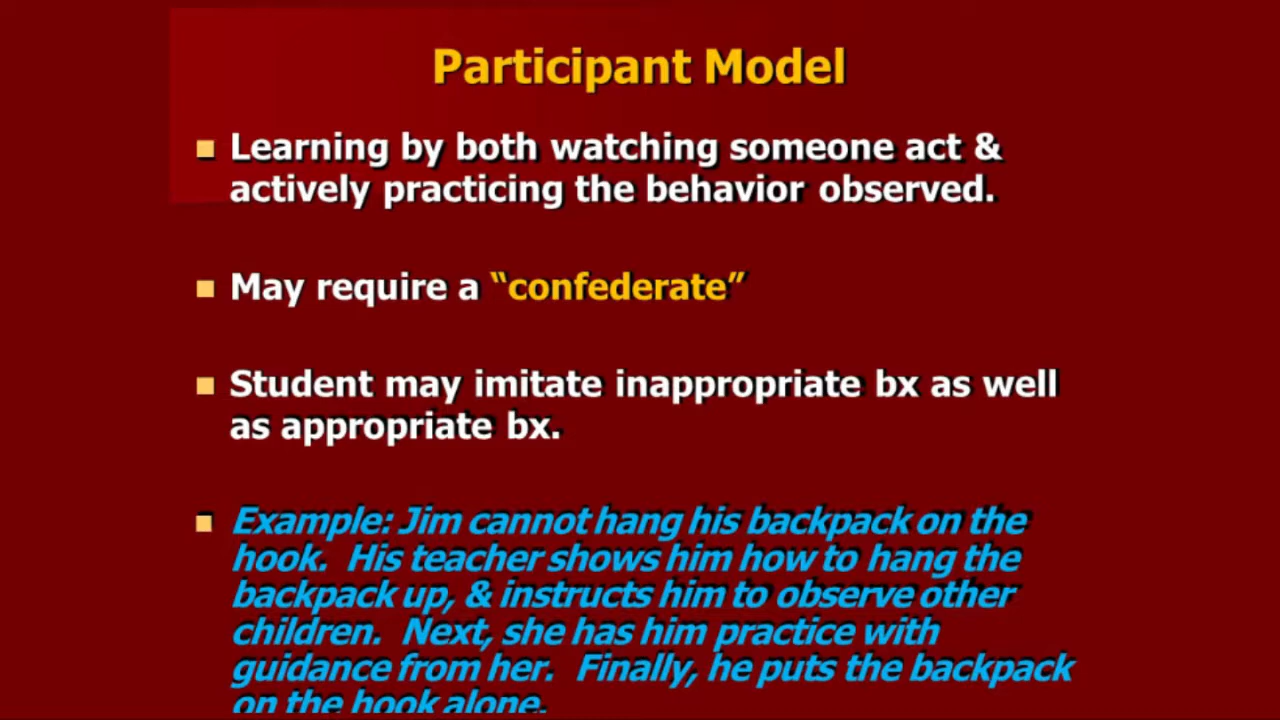 Participant Model
Learning by both watching someone act &
actively practicing the behavior observed.
May require a “confederate”
Student may imitate inappropriate bx as well
as appropriate bx.
Example: Jim cannot hang his backpack on the
hook. His teacher shows him how to hang the
backpack up, & instructs him to observe other
children. Next, she has him practice with
guidance from her. Finally, he puts the backpack
on the hook alone.